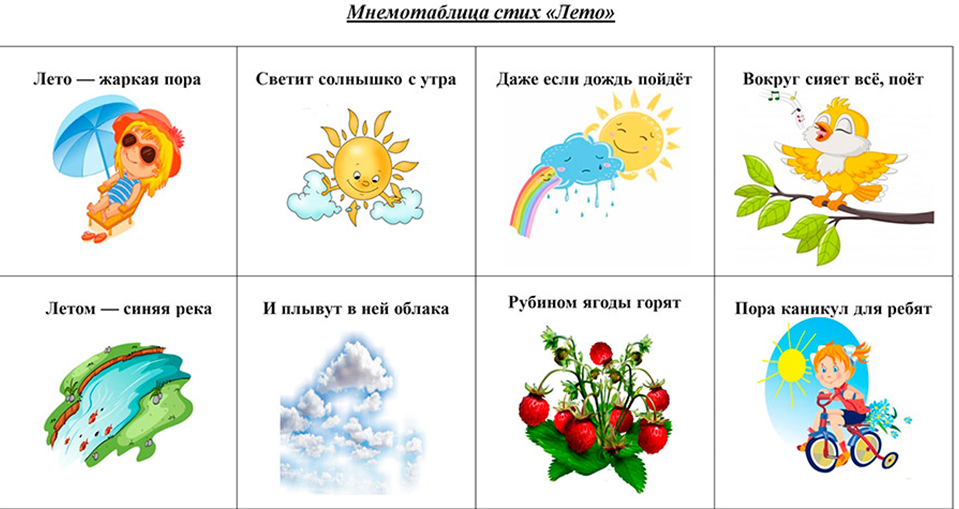 Мнемотаблица стих «Лето»
Лето — жаркая пора
Светит солнышко с утра
Даже если дождь пойдёт
Вокруг сияет всё, поёт
Летом — синяя река
И плывут в ней облака
Рубином ягоды горят
Пора каникул для ребят